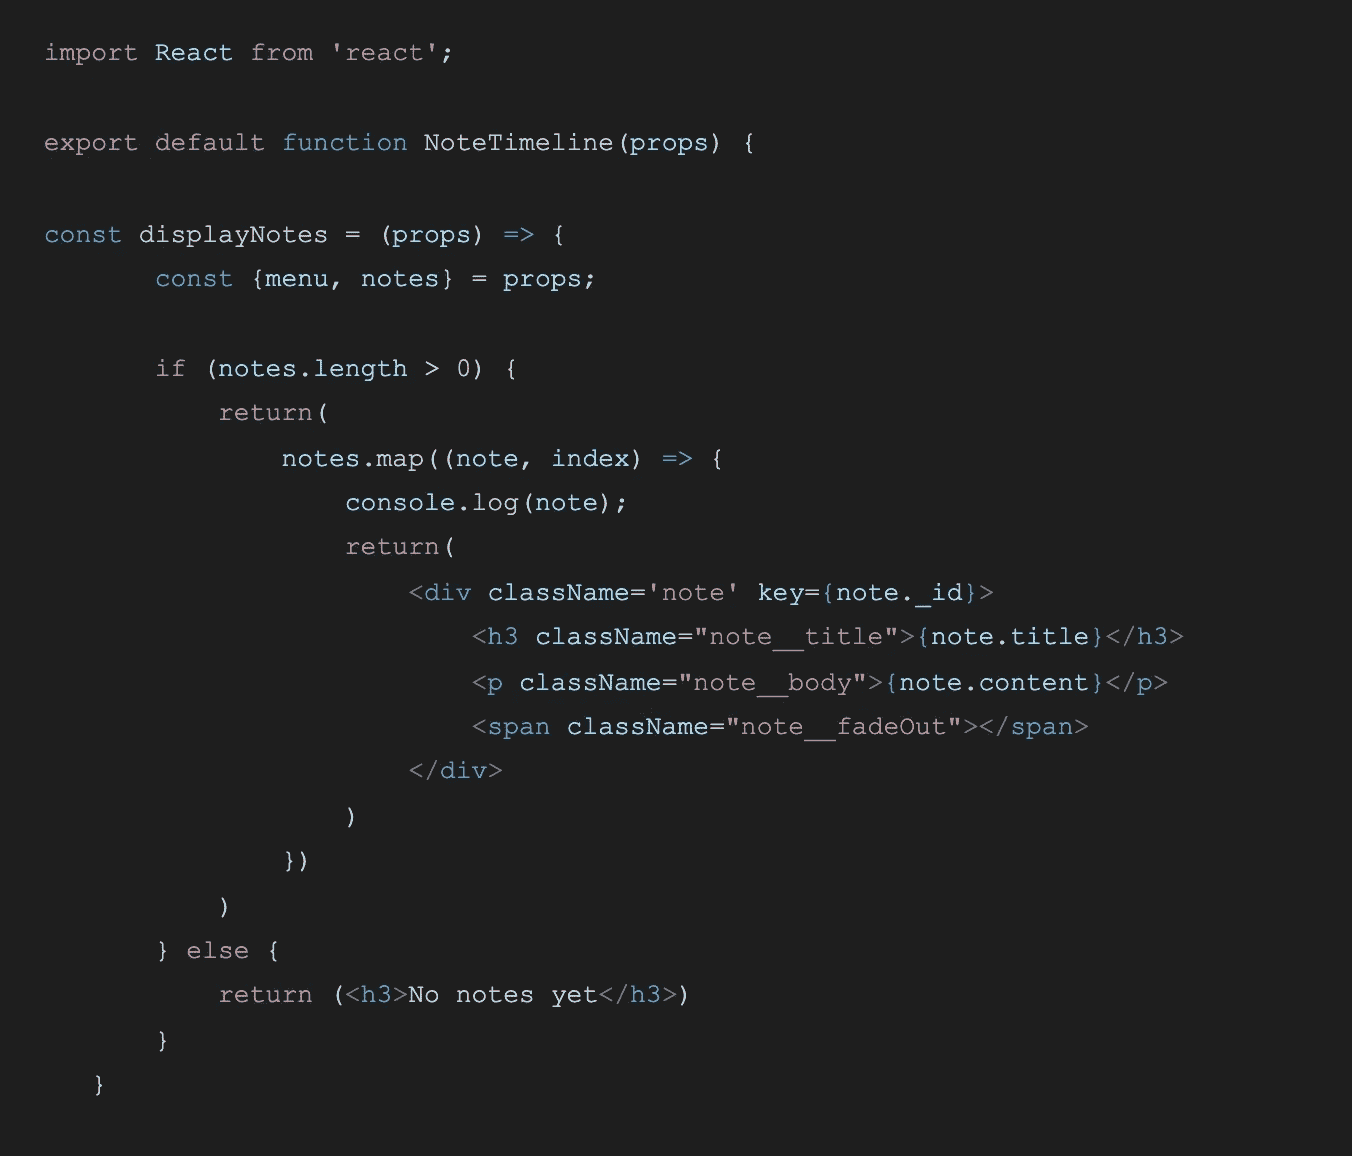 import React from 'react';
export default function NoteTimeline(props) {
const displayNotes = (props) => {
const {menu, notes} = props;
if (notes.length > 0) {
return(
notes.map((note, index) => {
console.log(note);
return(
<div className='note' key={note._id}>
<h3 className="note__title">{note.title}</h3>
<p className="note__body">{note.content}</p>
<span className="note__fadeOut"></span>
</div>
)
})
)
} else {
return (<h3>No notes yet</h3>)
}
}